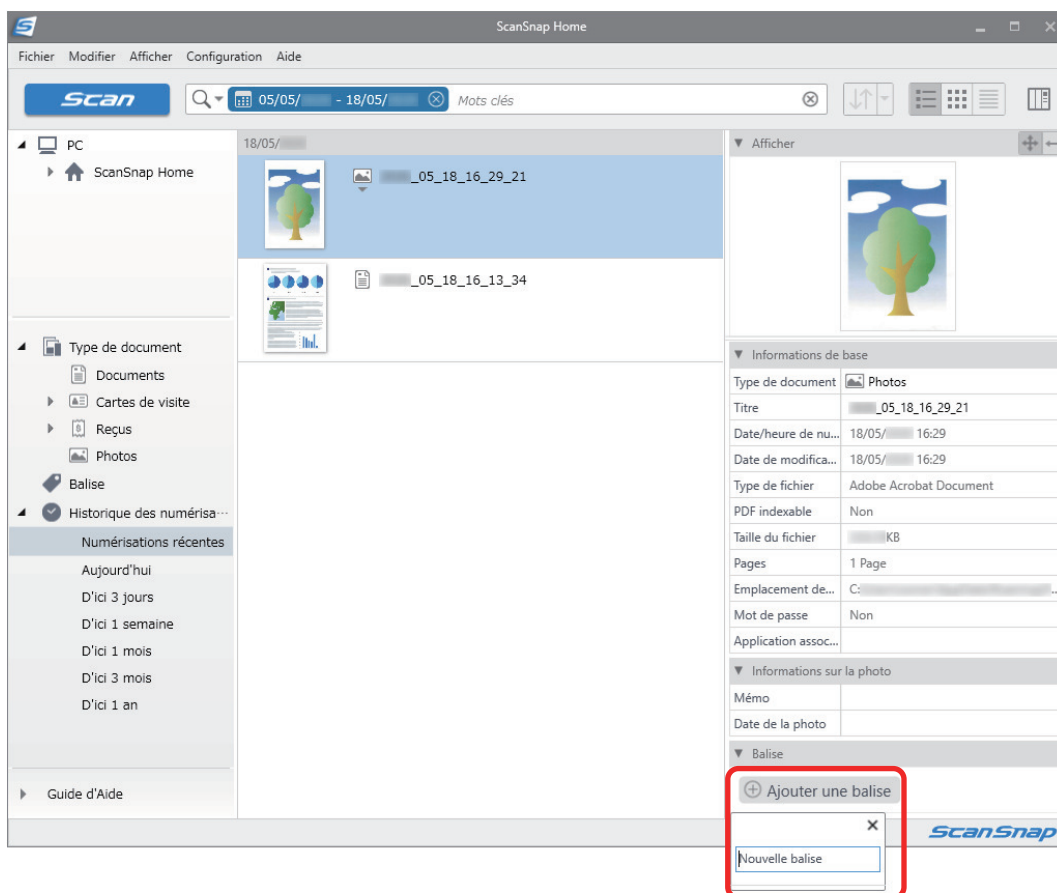 ScanSnap Home
Fichier Modifier Afficher Configuration Aide
Scan
05/05/ - 18/05/ Mots clés
PC
ScanSnap Home
Type de document
Documents
Cartes de visite
Reçus
Photos
Balise
Historique des numérisa…
Numérisations récentes
Aujourd'hui
D'ici 3 jours
D'ici 1 semaine
D'ici 1 mois
D'ici 3 mois
D'ici 1 an
Guide d'Aide
18/05/
_05_18_16_29_21
_05_18_16_13_34
Afficher
Informations de base
Type de document Photos
Titre _05_18_16_29_21
Date/heure de nu... 18/05/ 16:29
Date de modifica... 18/05/ 16:29
Type de fichier Adobe Acrobat Document
PDF indexable Non
Taille du fichier KB
Pages 1 Page
Emplacement de... C: ...
Mot de passe Non
Application assoc...
Informations sur la photo
Mémo
Date de la photo
Balise
Ajouter une balise
Nouvelle balise
ScanSnap